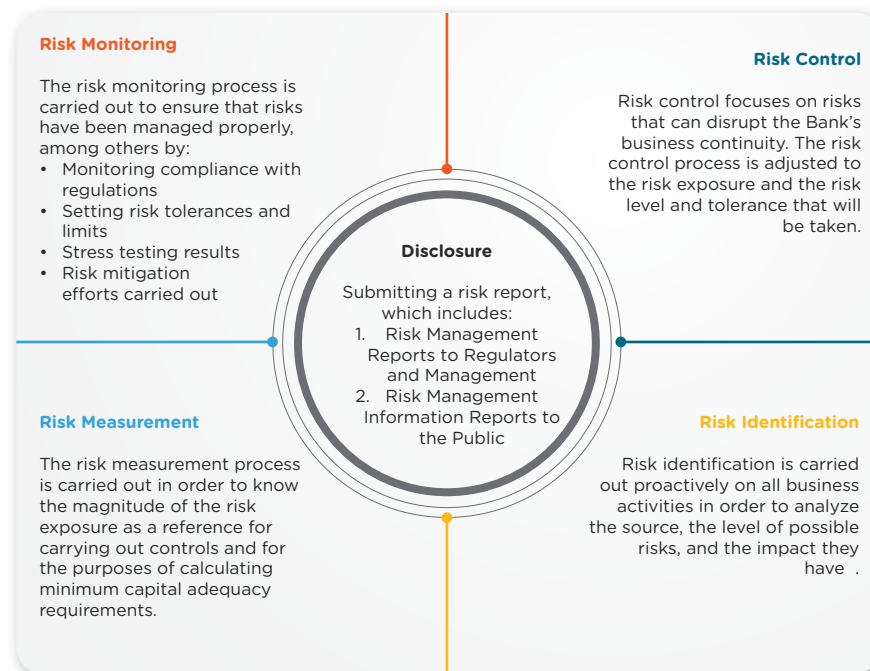 Risk Monitoring
The risk monitoring process is
carried out to ensure that risks
have been managed properly,
among others by:
• Monitoring compliance with
regulations
• Setting risk tolerances and
limits
• Stress testing results
• Risk mitigation
efforts carried out
Risk Control
Risk control focuses on risks
that can disrupt the Bank's
business continuity. The risk
control process is adjusted to
the risk exposure and the risk
level and tolerance that will
be taken.
Disclosure
Submitting a risk report,
which includes:
1. Risk Management
Reports to Regulators
and Management
2. Risk Management
Information Reports to
the Public
Risk Measurement
The risk measurement process
is carried out in order to know
the magnitude of the risk
exposure as a reference for
carrying out controls and for
the purposes of calculating
minimum capital adequacy
requirements.
Risk Identification
Risk identification is carried
out proactively on all business
activities in order to analyze
the source, the level of possible
risks, and the impact they
have .